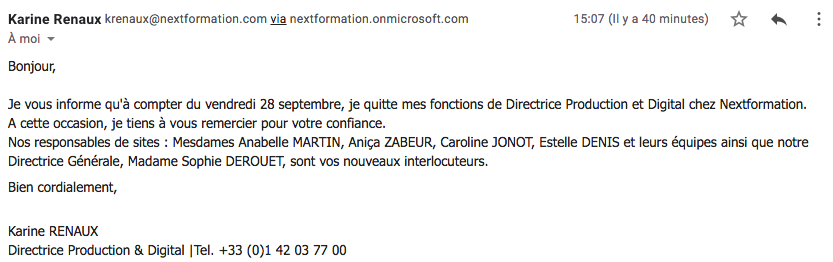 Karine Renaux krenaux@nextformation.com via nextformation.onmicrosoft.com 15:07 (Il y a 40 minutes)
À moi
Bonjour,
Je vous informe qu'à compter du vendredi 28 septembre, je quitte mes fonctions de Directrice Production et Digital chez Nextformation.
A cette occasion, je tiens à vous remercier pour votre confiance.
Nos responsables de sites : Mesdames Anabelle MARTIN, Aniça ZABEUR, Caroline JONOT, Estelle DENIS et leurs équipes ainsi que notre
Directrice Générale, Madame Sophie DEROUET, sont vos nouveaux interlocuteurs.
Bien cordialement,
Karine RENAUX
Directrice Production & Digital |Tel. +33 (0)1 42 03 77 00